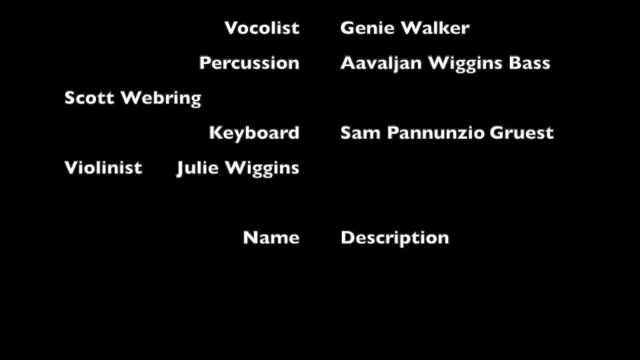 Vocolist Genie Walker
Percussion Aavaljan Wiggins Bass
Scott Webring
Keyboard Sam Pannunzio Gruest
Violinist Julie Wiggins
Name Description